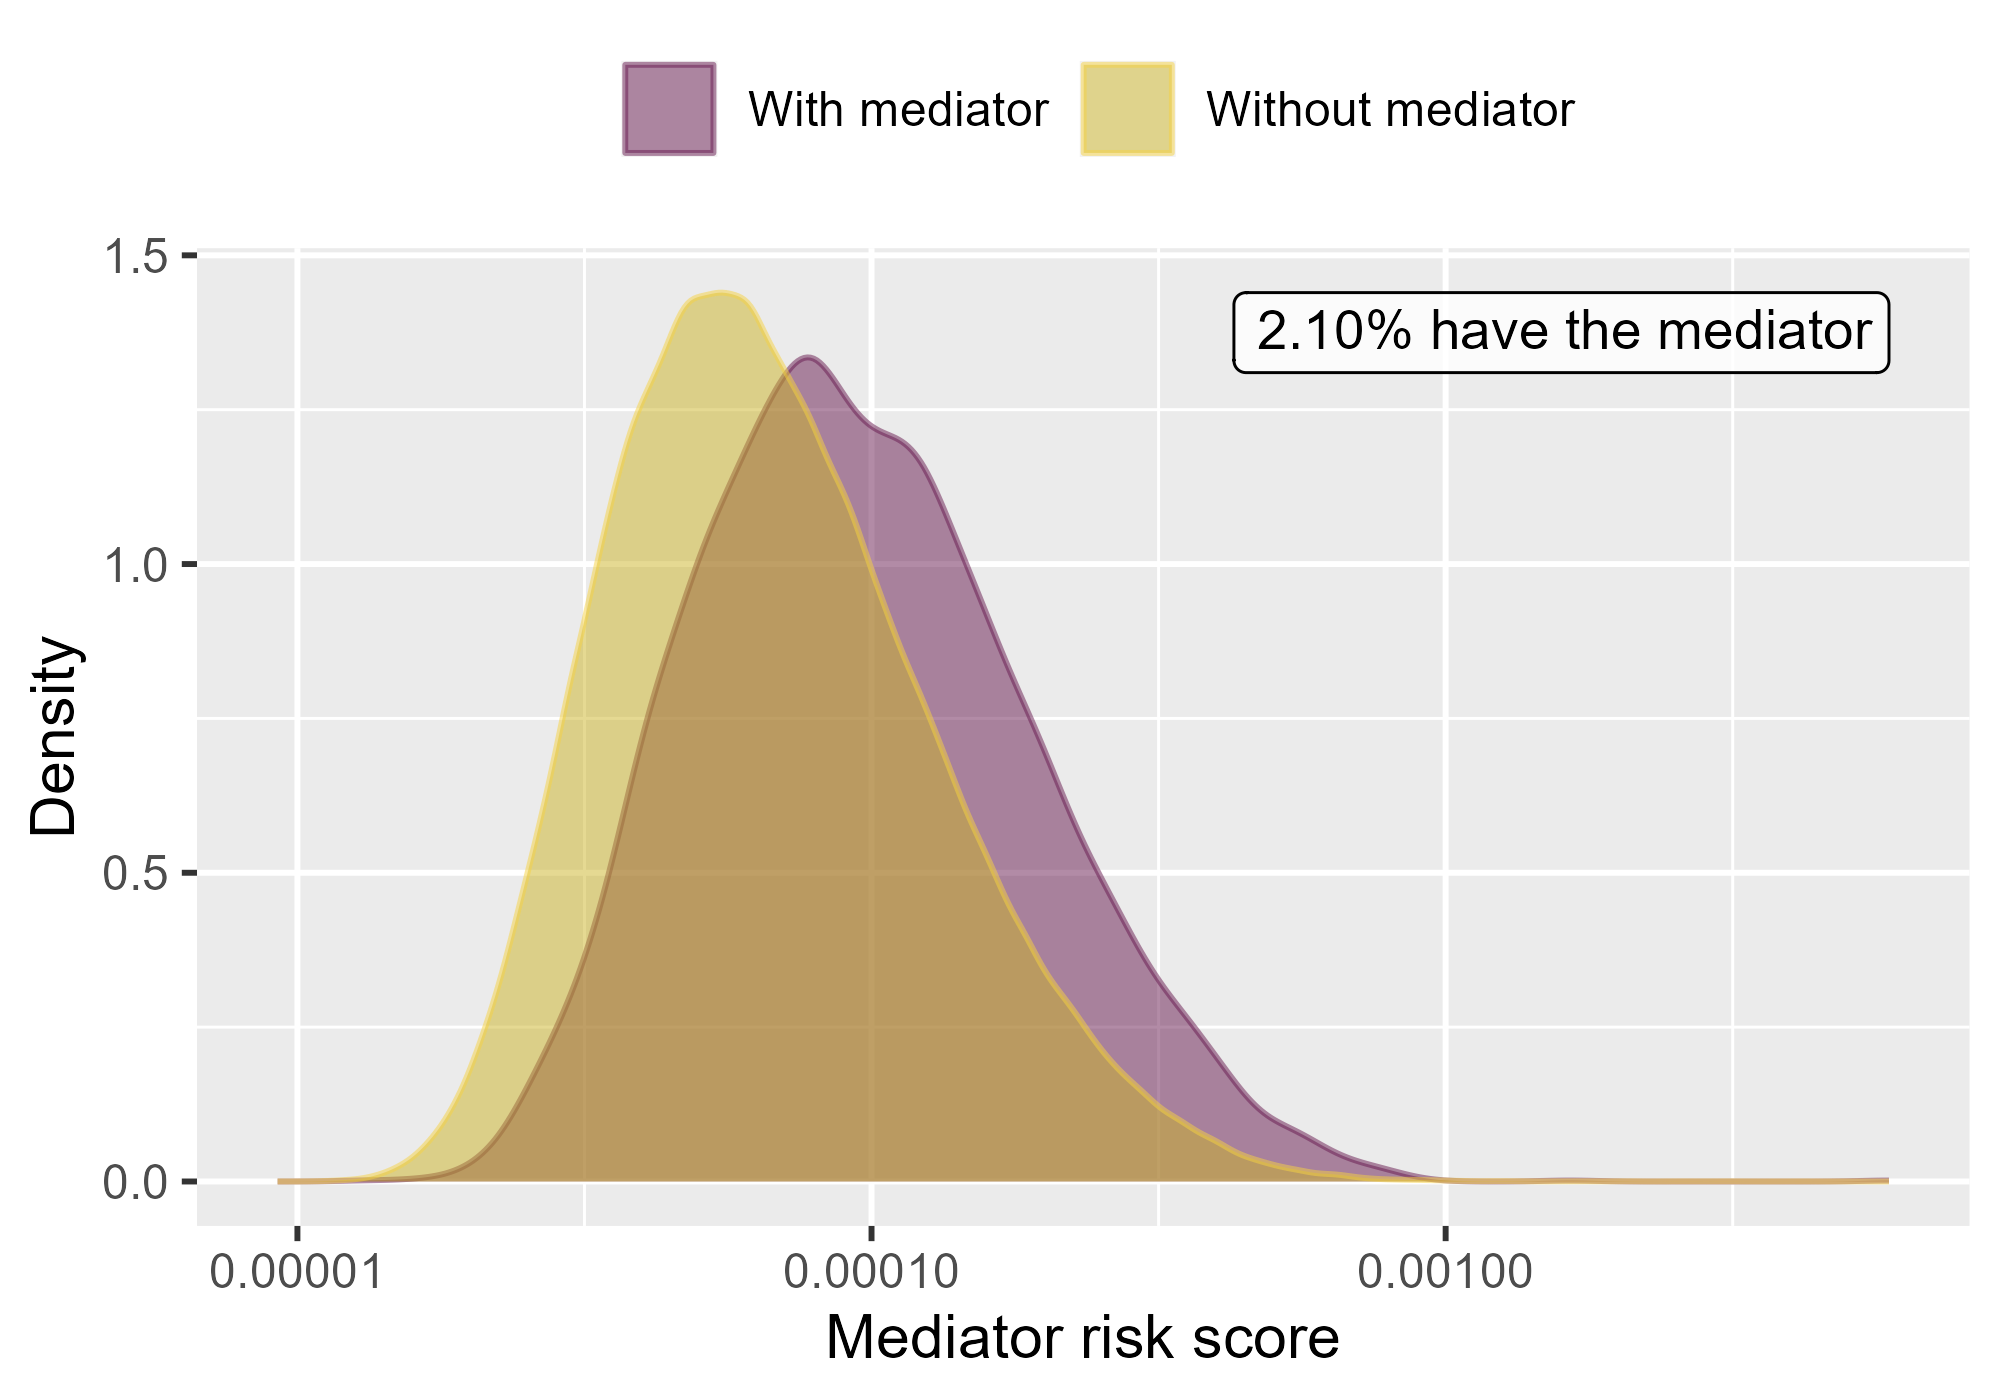 With mediator
Without mediator
1.5
2.10% have the mediator
1.0
Density
0.5
0.0
0.00001
0.00010
0.00100
Mediator risk score